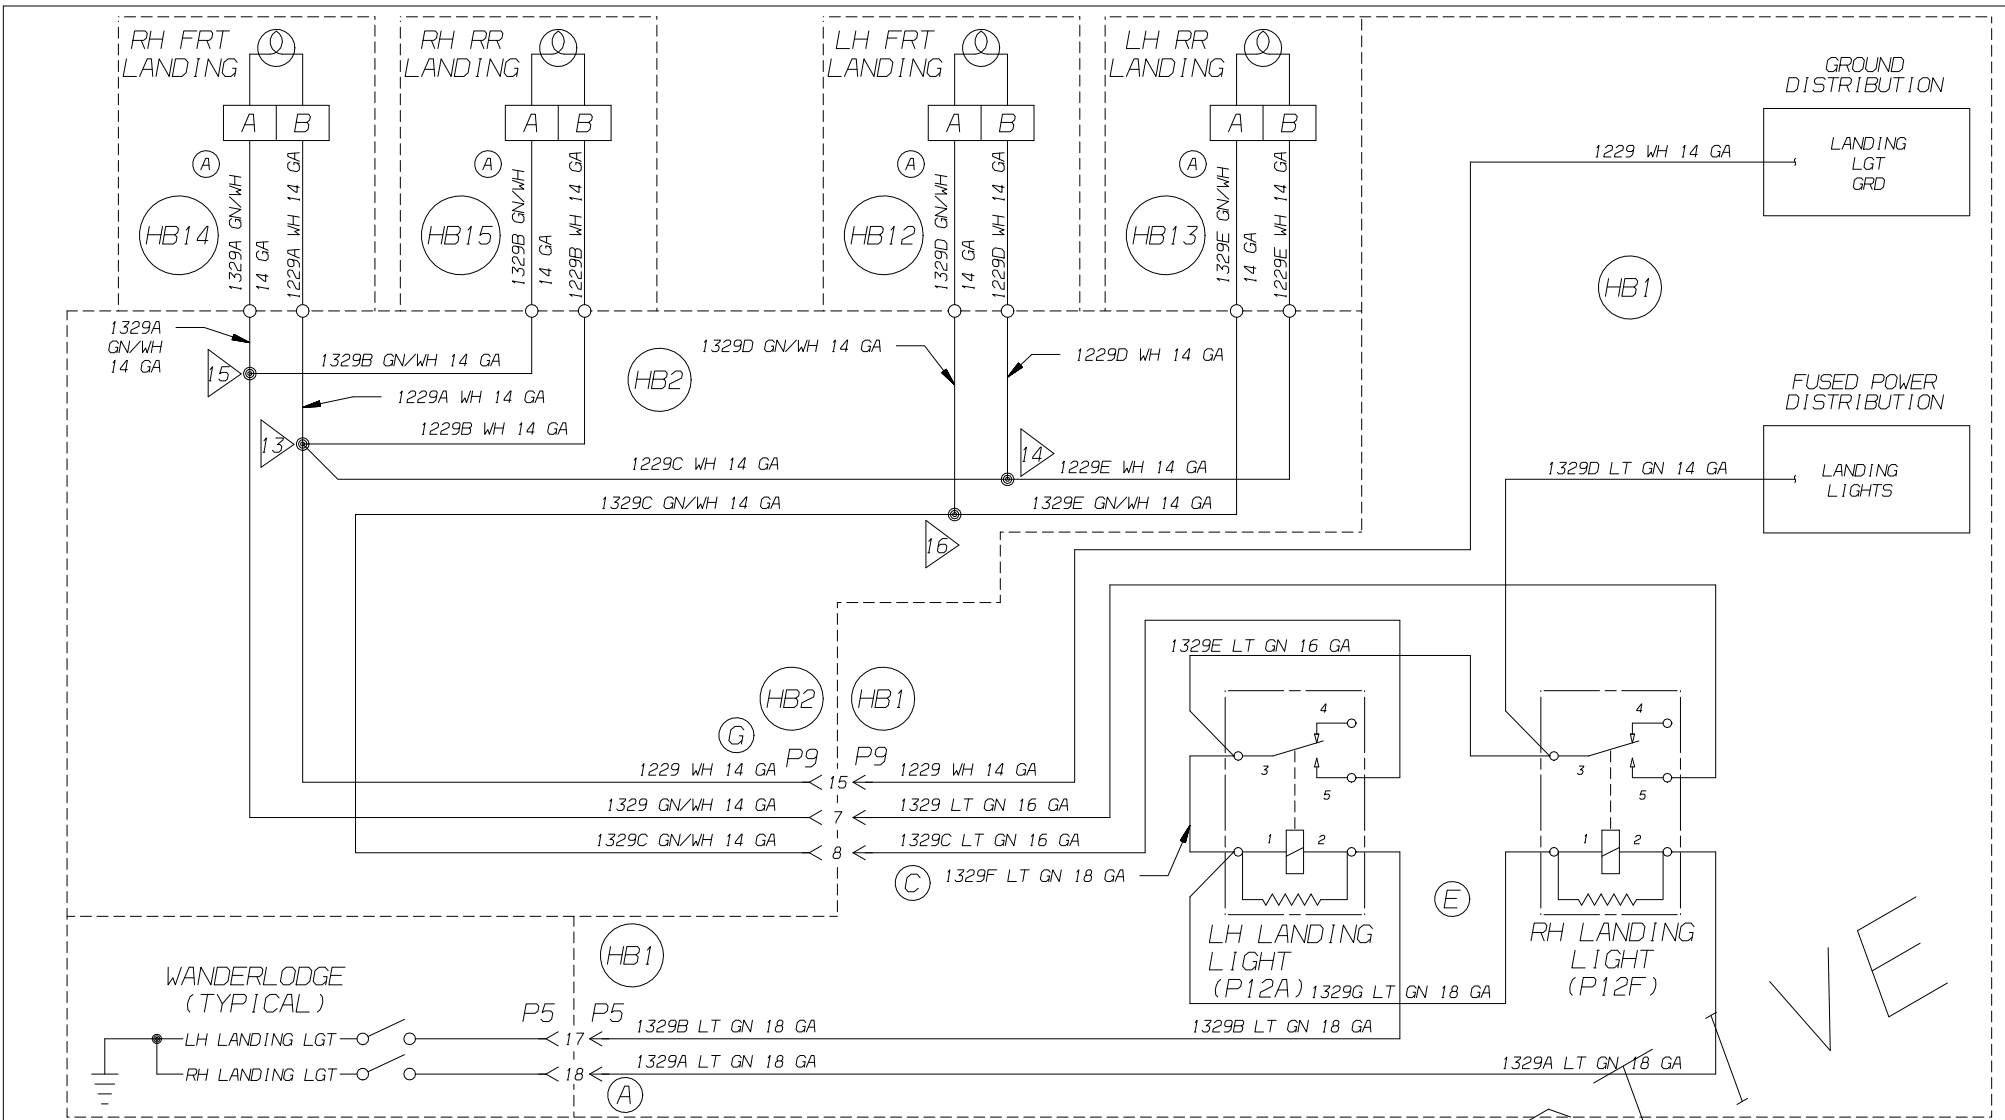 RH FRT
LANDING
A B
A
HB14
1329A GN/WH
14 GA
1229A WH 14 GA
RH RR
LANDING
A B
A
HB15
1329B GN/WH
14 GA
1229B WH 14 GA
LH FRT
LANDING
A B
A
HB12
1329D GN/WH
14 GA
1229D WH 14 GA
LH RR
LANDING
A B
A
HB13
1329E GN/WH
14 GA
1229E WH 14 GA
GROUND
DISTRIBUTION
LANDING
LGT
GRD
1229 WH 14 GA
HB1
FUSED POWER
DISTRIBUTION
LANDING
LIGHTS
1329D LT GN 14 GA
1329A
GN/WH
14 GA
15
1329B GN/WH 14 GA
1229A WH 14 GA
13
1229B WH 14 GA
HB2
1329D GN/WH 14 GA
1229D WH 14 GA
14
1229C WH 14 GA
1229E WH 14 GA
1329C GN/WH 14 GA
1329E GN/WH 14 GA
16
HB2
HB1
G
P9
P9
1229 WH 14 GA
15
1229 WH 14 GA
1329 GN/WH 14 GA
7
1329 LT GN 16 GA
1329C GN/WH 14 GA
8
1329C LT GN 16 GA
C
1329F LT GN 18 GA
1329E LT GN 16 GA
4
3
5
1
2
LH LANDING
LIGHT
(P12A)
E
4
3
5
1
2
RH LANDING
LIGHT
(P12F)
1329G LT GN 18 GA
HB1
WANDERLODGE
(TYPICAL)
P5
P5
LH LANDING LGT
17
1329B LT GN 18 GA
1329B LT GN 18 GA
RH LANDING LGT
18
1329A LT GN 18 GA
1329A LT GN 18 GA
A
IVE